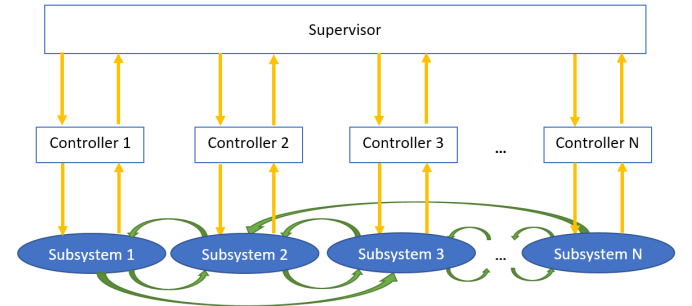 Supervisor
Controller 1 Controller 2 Controller 3 ... Controller N
Subsystem 1 Subsystem 2 Subsystem 3 ... Subsystem N